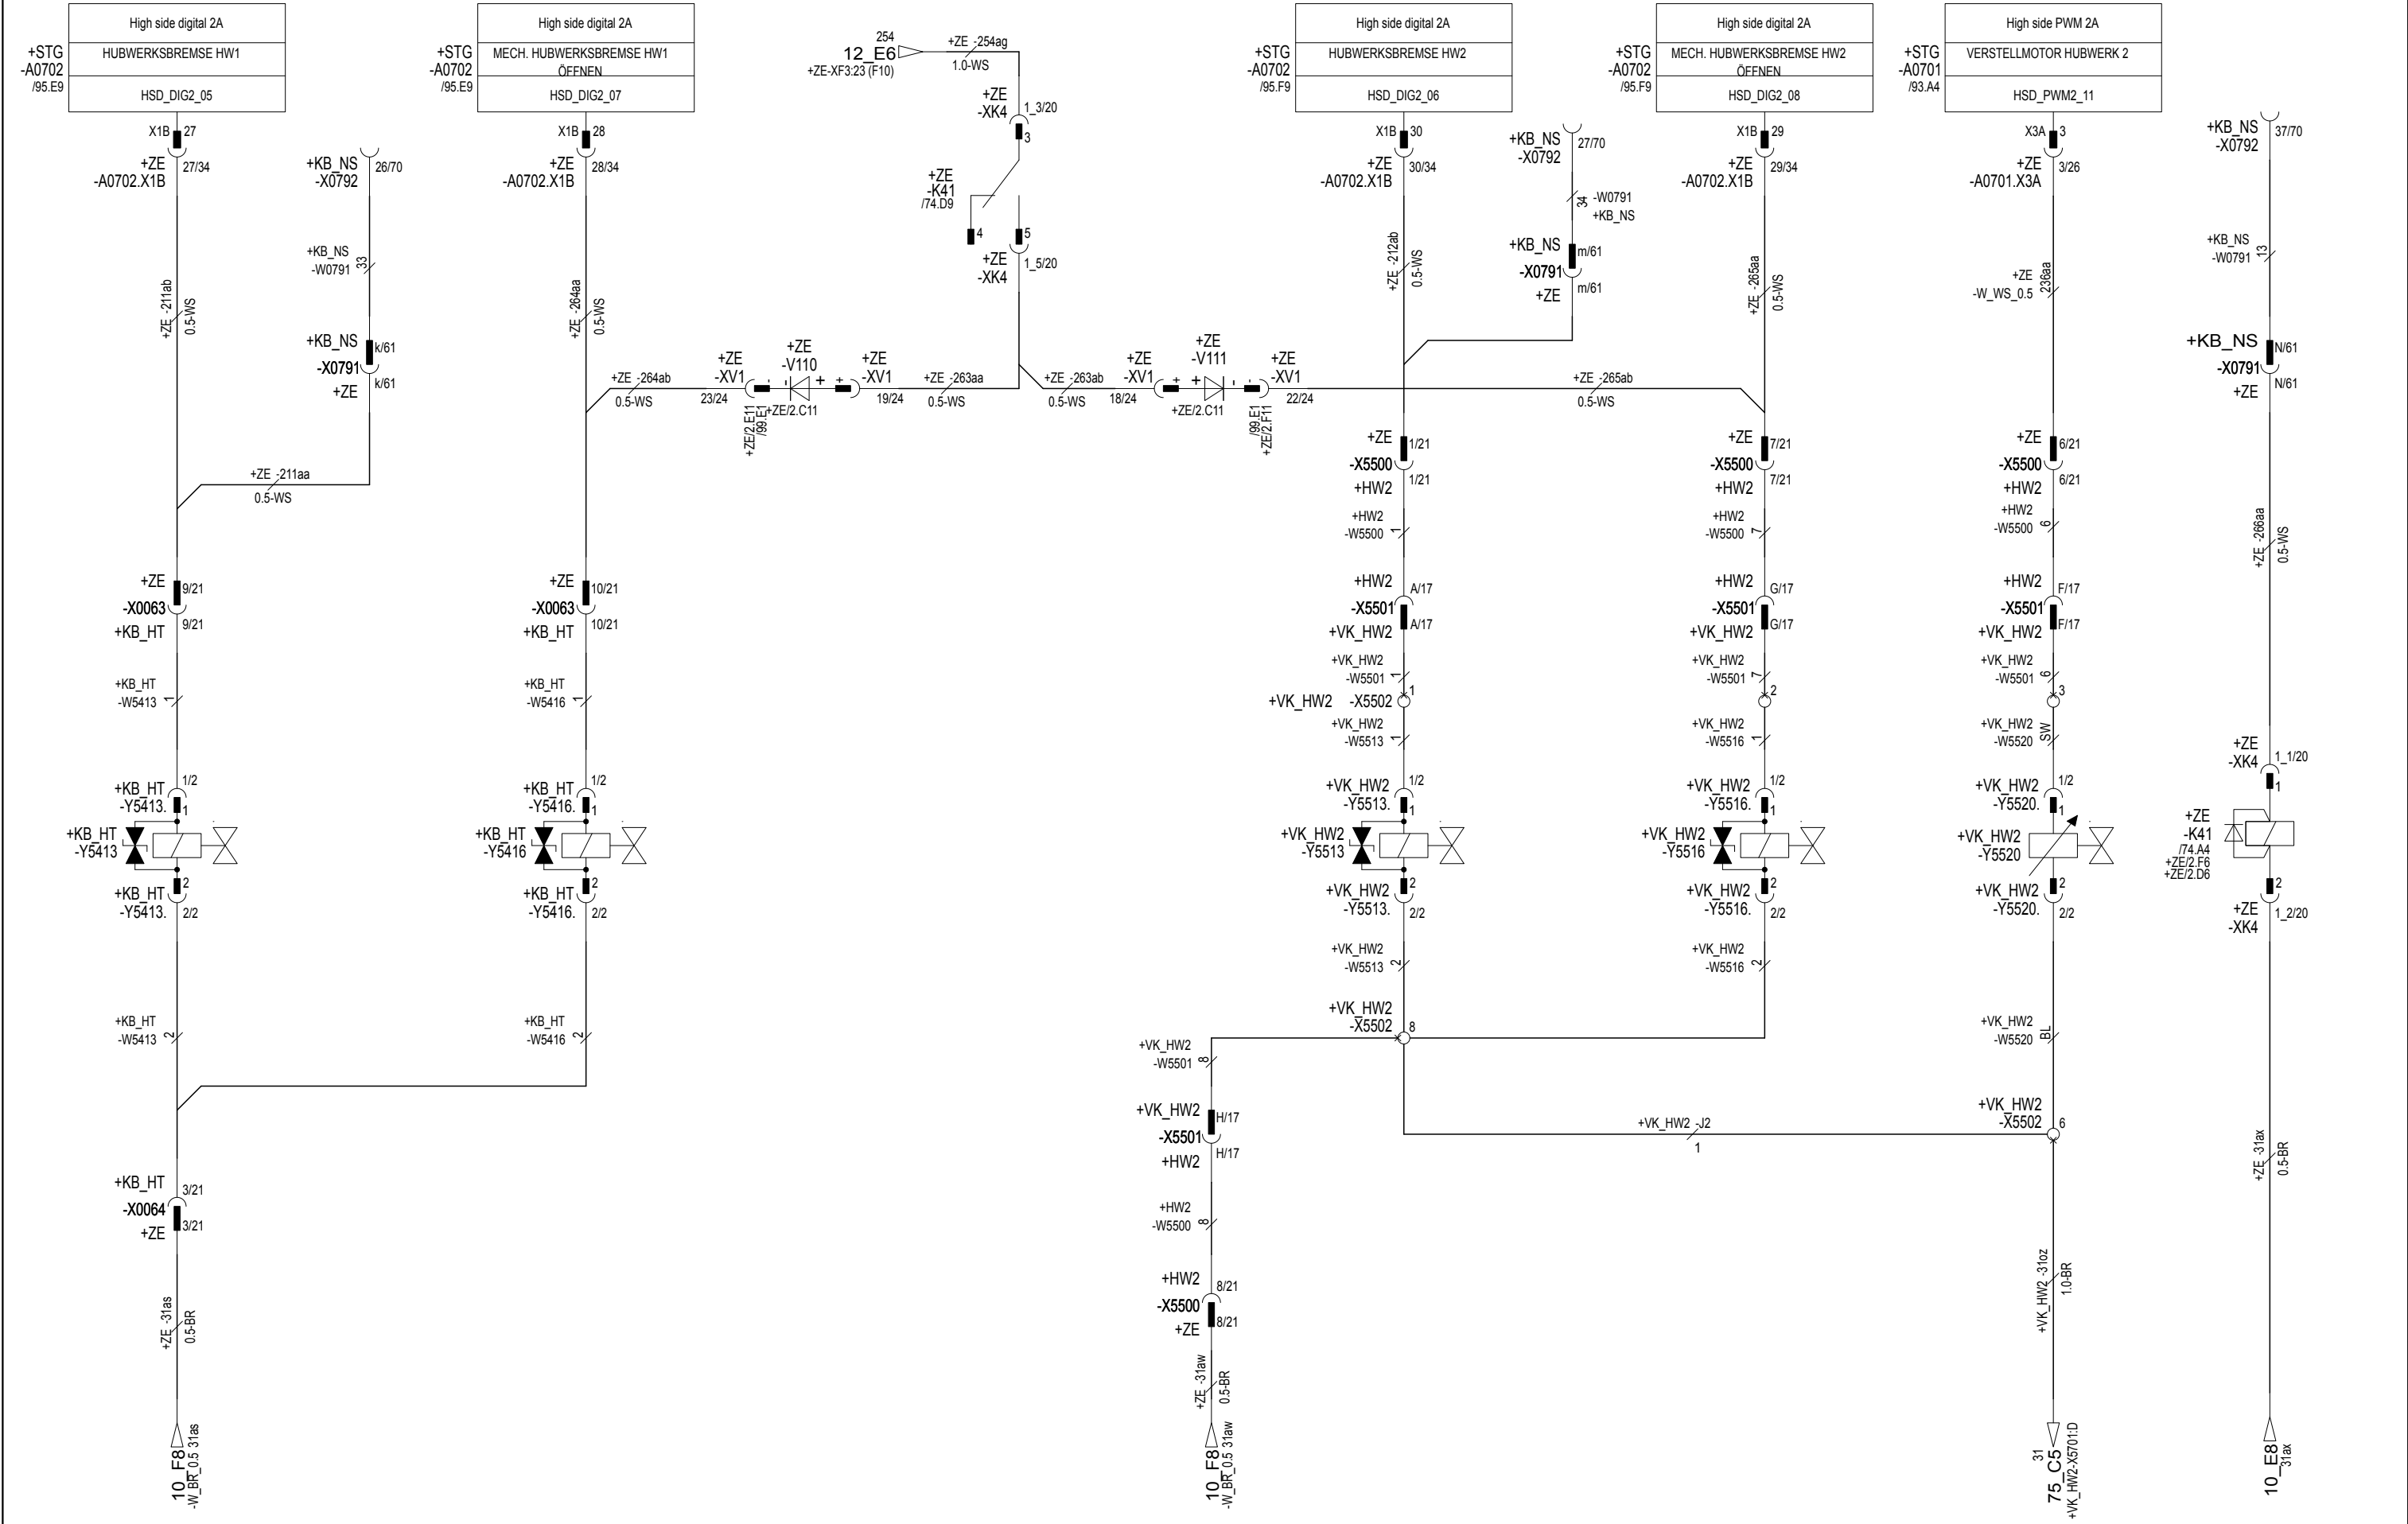 High side digital 2A
+STG
-A0702
/95.E9
HUBWERKSBREMSE HW1
HSD_DIG2_05
X1B 27
+ZE 27/34
-A0702.X1B
+ZE -211ab
0.5-WS
+KB_NS 26/70
-X0792
+KB_NS
-W0791 33
+KB_NS k/61
-X0791
+ZE k/61
+ZE -211aa
0.5-WS
+ZE 9/21
-X0063
+KB_HT 9/21
+KB_HT
-W5413 1
+KB_HT 1/2
-Y5413. 1
+KB_HT
-Y5413
+KB_HT 2
-Y5413. 2/2
+KB_HT
-W5413 2
+KB_HT 3/21
-X0064
+ZE 3/21
+ZE -31as
0.5-BR
10_F8
-W_BR_0.5 31as
High side digital 2A
+STG
-A0702
/95.E9
MECH. HUBWERKSBREMSE HW1
ÖFFNEN
HSD_DIG2_07
X1B 28
+ZE 28/34
-A0702.X1B
+ZE -264aa
0.5-WS
+ZE -264ab
0.5-WS
+ZE
-XV1
23/24
+ZE/2.E11
/99.E1
+ZE
-V110
- +
+ZE/2.C11
+
+ZE
-XV1
19/24
+ZE -263aa
0.5-WS
+ZE 10/21
-X0063
+KB_HT 10/21
+KB_HT
-W5416 1
+KB_HT 1/2
-Y5416. 1
+KB_HT
-Y5416
+KB_HT 2
-Y5416. 2/2
+KB_HT
-W5416 2
254
12_E6
+ZE-XF3:23 (F10)
+ZE -254ag
1.0-WS
+ZE
-XK4 1_3/20
3
+ZE
-K41
/74.D9
4
5
+ZE 1_5/20
-XK4
+ZE -263ab
0.5-WS
+ZE
-XV1
18/24
+ +
+ZE
-V111
- -
+ZE/2.C11
+ZE
-XV1
22/24
/99.E1
+ZE/2.F11
+ZE -265ab
0.5-WS
High side digital 2A
+STG
-A0702
/95.F9
HUBWERKSBREMSE HW2
HSD_DIG2_06
X1B 30
+ZE 30/34
-A0702.X1B
+ZE -212ab
0.5-WS
+KB_NS 27/70
-X0792
34 -W0791
+KB_NS
+KB_NS m/61
-X0791
+ZE m/61
+ZE 1/21
-X5500
+HW2 1/21
+HW2
-W5500 1
+HW2 A/17
-X5501
+VK_HW2 A/17
+VK_HW2
-W5501 1
+VK_HW2 -X5502 1
+VK_HW2
-W5513 1
+VK_HW2 1/2
-Y5513. 1
+VK_HW2
-Y5513
+VK_HW2 2
-Y5513. 2/2
+VK_HW2
-W5513 2
+VK_HW2
-X5502 8
+VK_HW2
-W5501 8
+VK_HW2 H/17
-X5501
+HW2 H/17
+HW2
-W5500 8
+HW2 8/21
-X5500
+ZE 8/21
+ZE -31aw
0.5-BR
10_F8
-W_BR_0.5 31aw
High side digital 2A
+STG
-A0702
/95.F9
MECH. HUBWERKSBREMSE HW2
ÖFFNEN
HSD_DIG2_08
X1B 29
+ZE 29/34
-A0702.X1B
+ZE -265aa
0.5-WS
+ZE 7/21
-X5500
+HW2 7/21
+HW2
-W5500 7
+HW2 G/17
-X5501
+VK_HW2 G/17
+VK_HW2
-W5501 7
2
+VK_HW2
-W5516 1
+VK_HW2 1/2
-Y5516. 1
+VK_HW2
-Y5516
+VK_HW2 2
-Y5516. 2/2
+VK_HW2
-W5516 2
+VK_HW2 -J2
1
High side PWM 2A
+STG
-A0701
/93.A4
VERSTELLMOTOR HUBWERK 2
HSD_PWM2_11
X3A 3
+ZE 3/26
-A0701.X3A
+ZE
-W_WS_0.5 236aa
+ZE 6/21
-X5500
+HW2 6/21
+HW2
-W5500 6
+HW2 F/17
-X5501
+VK_HW2 F/17
+VK_HW2
-W5501 6
3
+VK_HW2
-W5520 SW
+VK_HW2 1/2
-Y5520. 1
+VK_HW2
-Y5520
+VK_HW2 2
-Y5520. 2/2
+VK_HW2
-W5520 BL
+VK_HW2
-X5502 6
+VK_HW2 -31oz
1.0-BR
31
75_C5
+VK_HW2-X5701:D
+KB_NS 37/70
-X0792
+KB_NS
-W0791 13
+KB_NS N/61
-X0791
+ZE N/61
+ZE -266aa
0.5-WS
+ZE
-XK4 1_1/20
1
+ZE
-K41
/74.A4
+ZE/2.F6
+ZE/2.D6
2
+ZE 1_2/20
-XK4
+ZE -31ax
0.5-BR
10_E8
31ax